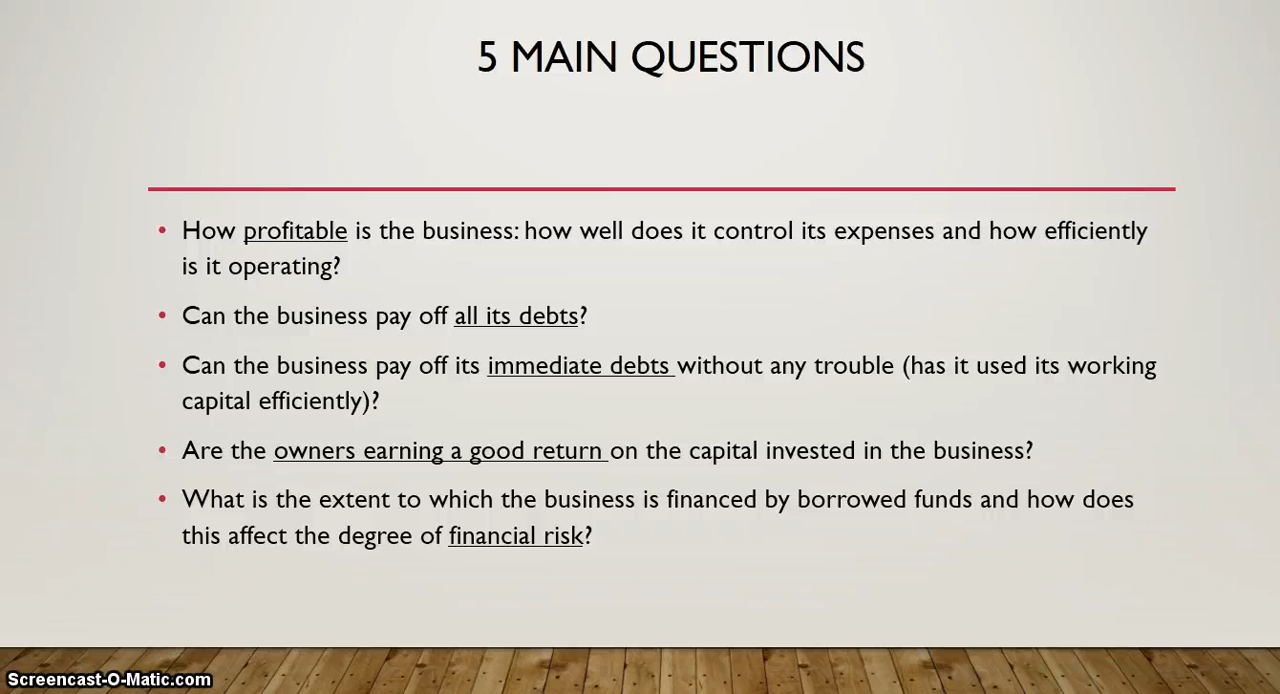 5 MAIN QUESTIONS
• How profitable is the business: how well does it control its expenses and how efficiently
is it operating?
• Can the business pay off all its debts?
• Can the business pay off its immediate debts without any trouble (has it used its working
capital efficiently)?
• Are the owners earning a good return on the capital invested in the business?
• What is the extent to which the business is financed by borrowed funds and how does
this affect the degree of financial risk?
Screencast-O-Matic.com